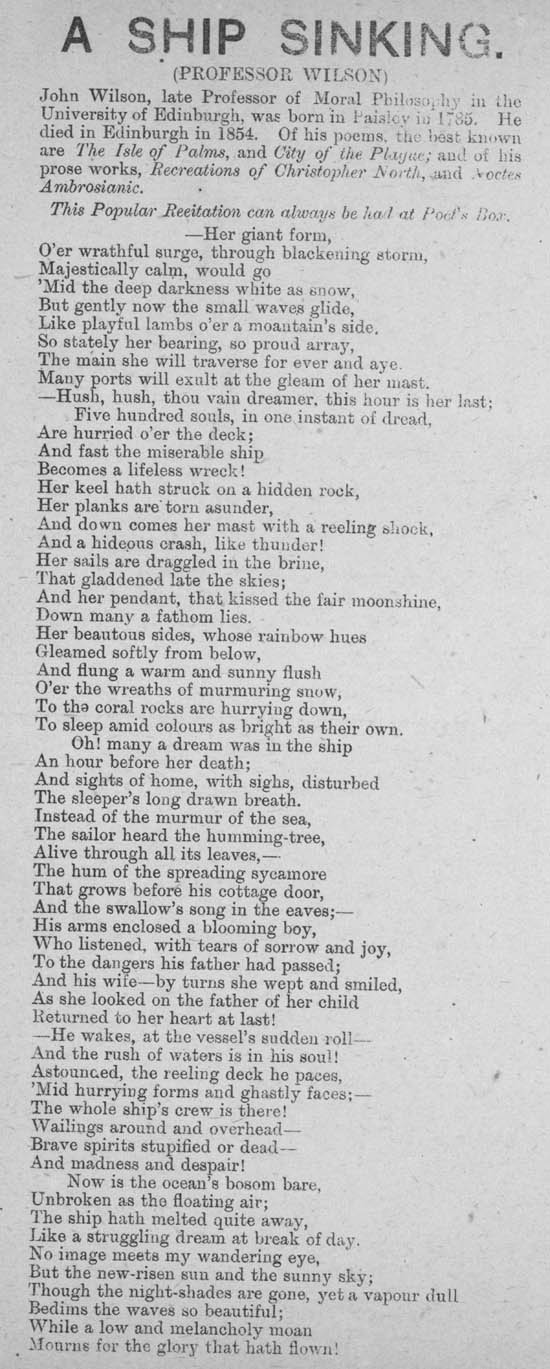 A SHIP SINKING.
(PROFESSOR WILSON)
John Wilson, late Professor of Moral Philosophy in the
University of Edinburgh, was born in Paisley in 1785. He
died in Edinburgh in 1854. Of his poems, the best known
are The Isle of Palms, and City of the Plague; and of his
prose works, Recreations of Christopher North, and Noctes
Ambrosianic.
This Popular Reeitation can always be had at Poet's Box.
—Her giant form,
O'er wrathful surge, through blackening storm,
Majestically calm, would go
'Mid the deep darkness white as snow,
But gently now the small waves glide,
Like playful lambs o'er a moantain's side.
So stately her bearing, so proud array,
The main she will traverse for ever and aye.
Many ports will exult at the gleam of her mast.
—Hush, hush, thou vain dreamer, this hour is her last;
Five hundred souls, in one instant of dread,
Are hurried o'er the deck;
And fast the miserable ship
Becomes a lifeless wreck!
Her keel hath struck on a hidden rock,
Her planks are torn asunder,
And down comes her mast with a reeling shock,
And a hideous crash, like thunder!
Her sails are draggled in the brine,
That gladdened late the skies;
And her pendant, that kissed the fair moonshine,
Down many a fathom lies.
Her beautous sides, whose rainbow hues
Gleamed softly from below,
And flung a warm and sunny flush
O'er the wreaths of murmuring snow,
To the coral rocks are hurrying down,
To sleep amid colours as bright as their own.
Oh! many a dream was in the ship
An hour before her death;
And sights of home, with sighs, disturbed
The sleeper's long drawn breath.
Instead of the murmur of the sea,
The sailor heard the humming-tree,
Alive through all its leaves,—
The hum of the spreading sycamore
That grows before his cottage door,
And the swallow's song in the eaves;—
His arms enclosed a blooming boy,
Who listened, with tears of sorrow and joy,
To the dangers his father had passed;
And his wife—by turns she wept and smiled,
As she looked on the father of her child
Returned to her heart at last!
—He wakes, at the vessel's sudden roll—
And the rush of waters is in his soul!
Astounded, the reeling deck he paces,
'Mid hurrying forms and ghastly faces;—
The whole ship's crew is there!
Wailings around and overhead—
Brave spirits stupified or dead—
And madness and despair!
Now is the ocean's bosom bare,
Unbroken as the floating air;
The ship hath melted quite away,
Like a struggling dream at break of day.
No image meets my wandering eye,
But the new-risen sun and the sunny sky;
Though the night-shades are gone, yet a vapour dull
Bedims the waves so beautiful;
While a low and melancholy moan
Mourns for the glory that hath flown!